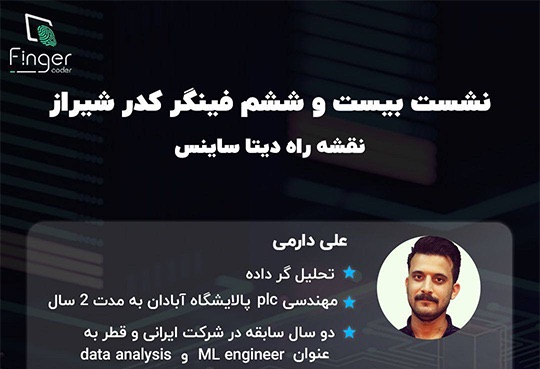 Finger
coder
نشست بیست و ششم فینگر کدر شیراز
نقشه راه دیتا ساینس
علی دارمی
تحلیل گر داده
مهندسی plc پالایشگاه آبادان به مدت 2 سال
دو سال سابقه در شرکت ایرانی و قطر به
عنوان ML engineer و data analysis